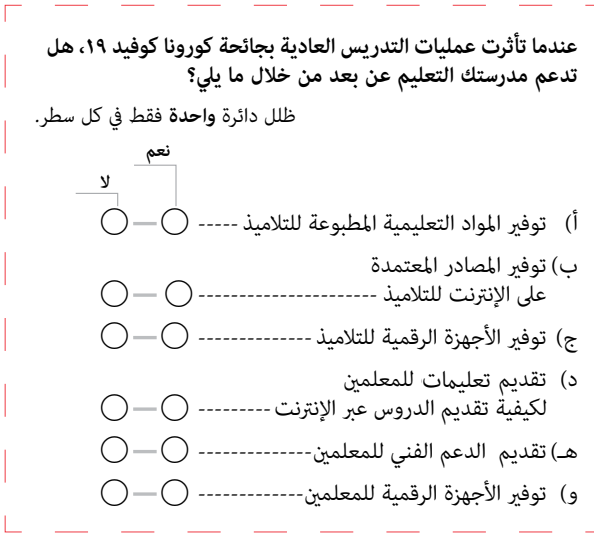 عندما تأثرت عمليات التدريس العادية بجائحة كورونا كوفيد ١٩، هل
تدعم مدرستك التعليم عن بعد من خلال ما يلي؟
ظلل دائرة واحدة فقط في كل سطر.
نعم
لا
أ) توفير المواد التعليمية المطبوعة للتلاميذ -----
ب) توفير المصادر المعتمدة
على الإنترنت للتلاميذ --------------------
ج) توفير الأجهزة الرقمية للتلاميذ -------------
د) تقديم تعليمات للمعلمين
لكيفية تقديم الدروس عبر الإنترنت ---------
هـ) تقديم الدعم الفني للمعلمين-------------
و) توفير الأجهزة الرقمية للمعلمين------------